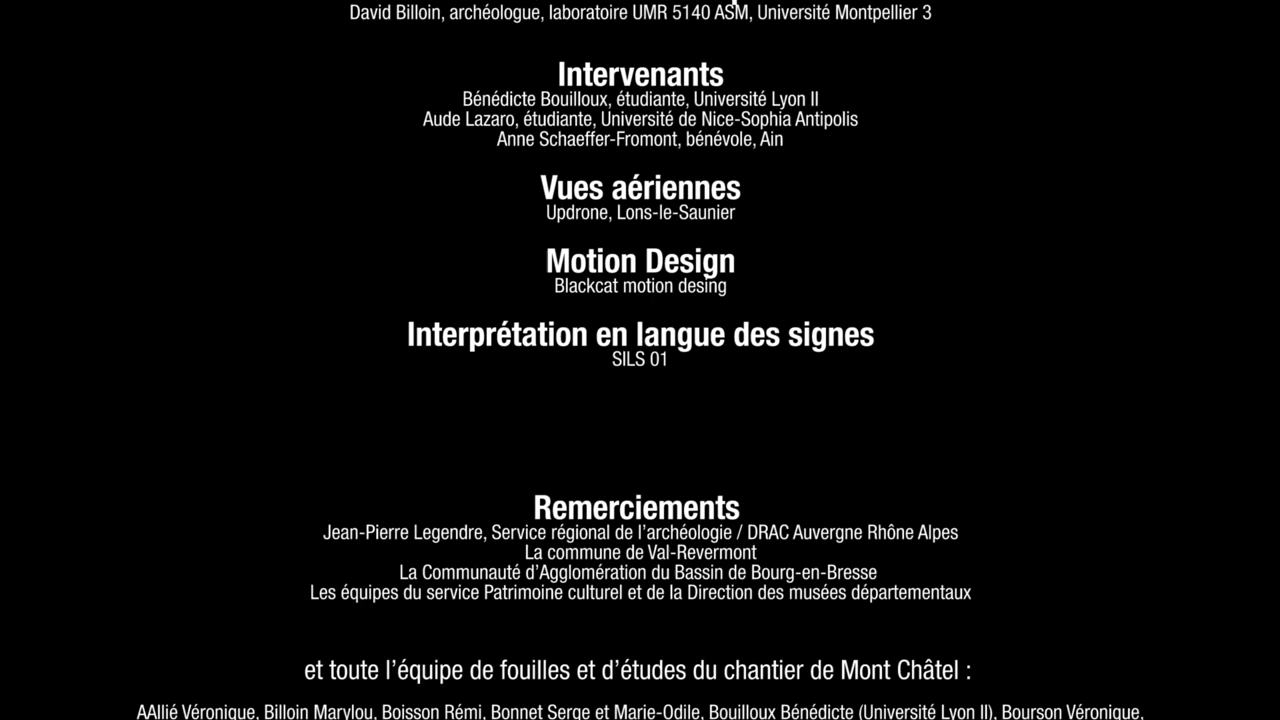 David Billoin, archéologue, laboratoire UMR 5140 ASM, Université Montpellier 3
Intervenants
Bénédicte Bouilloux, étudiante, Université Lyon II
Aude Lazaro, étudiante, Université de Nice-Sophia Antipolis
Anne Schaeffer-Fromont, bénévole, Ain
Vues aériennes
Updrone, Lons-le-Saunier
Motion Design
Blackcat motion desing
Interprétation en langue des signes
SILS 01
Remerciements
Jean-Pierre Legendre, Service régional de l’archéologie / DRAC Auvergne Rhône Alpes
La commune de Val-Revermont
La Communauté d’Agglomération du Bassin de Bourg-en-Bresse
Les équipes du service Patrimoine culturel et de la Direction des musées départementaux
et toute l’équipe de fouilles et d’études du chantier de Mont Châtel :
AAllié Véronique, Billoin Marylou, Boisson Rémi, Bonnet Serge et Marie-Odile, Bouilloux Bénédicte (Université Lyon II), Bourson Véronique,